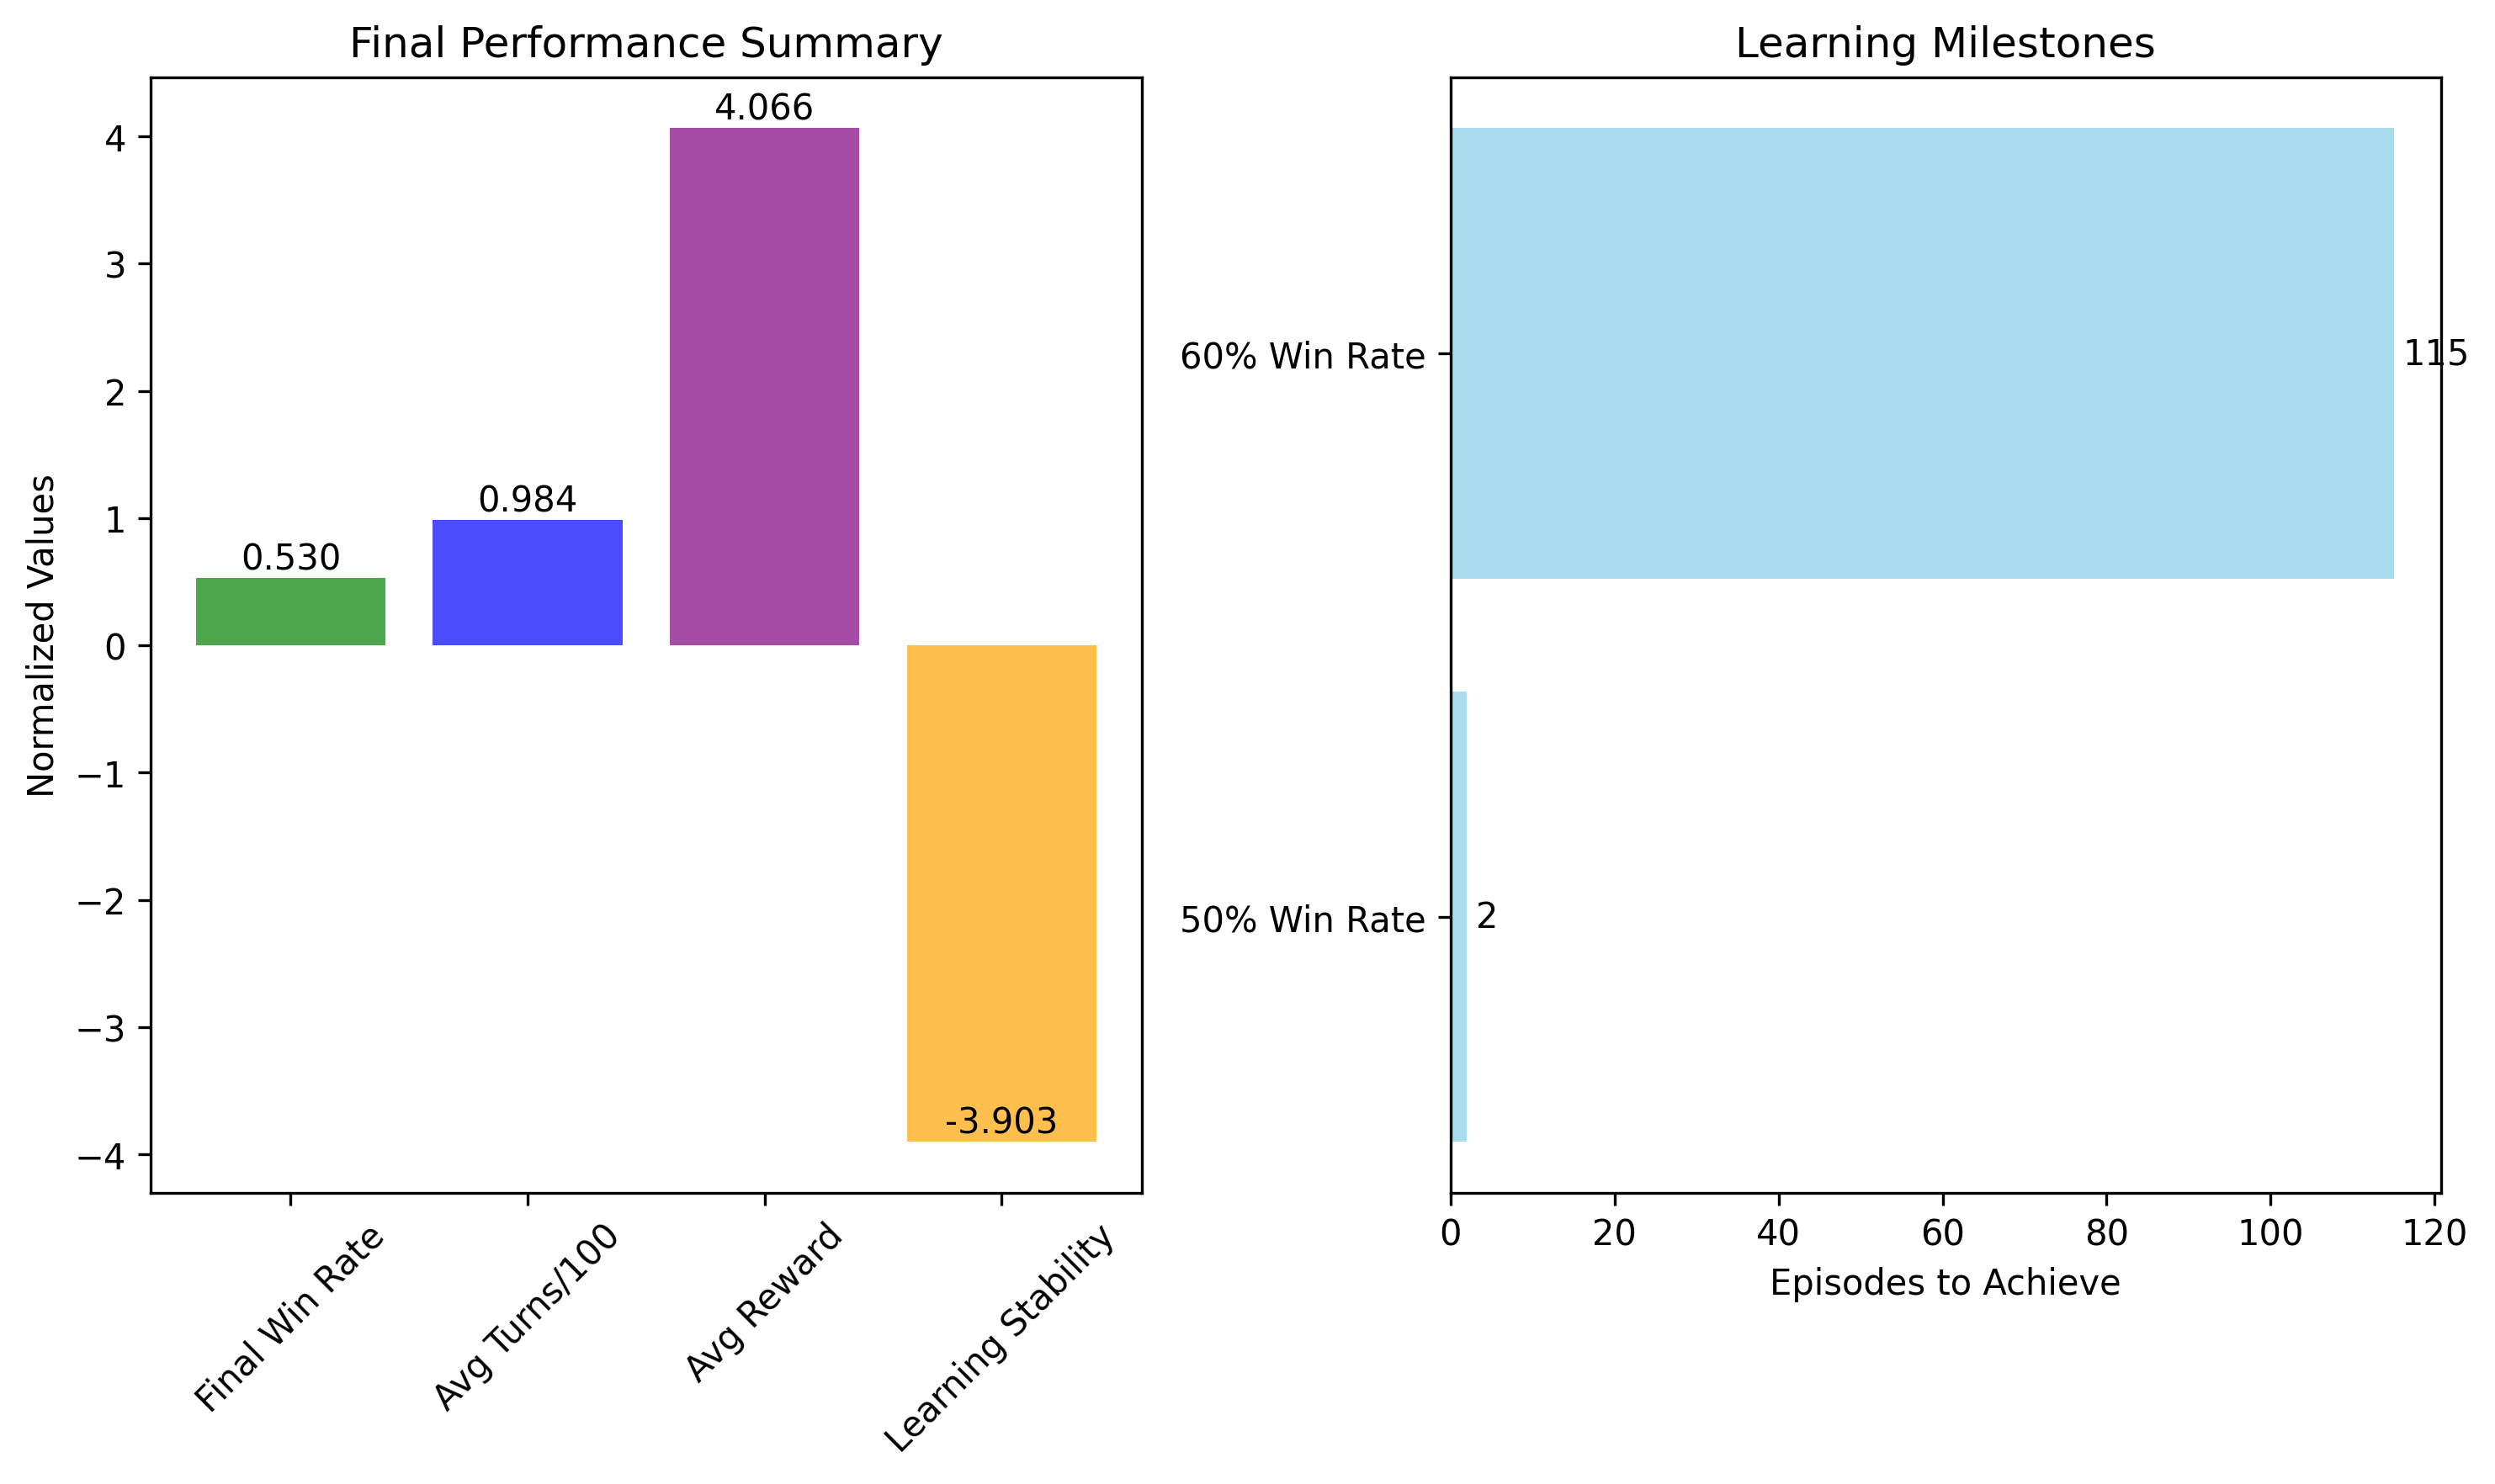 Final Performance Summary
Normalized Values
4
3
2
1
0
−1
−2
−3
−4
0.530
0.984
4.066
-3.903
Final Win Rate
Avg Turns/100
Avg Reward
Learning Stability
Learning Milestones
60% Win Rate
115
50% Win Rate
2
0
20
40
60
80
100
120
Episodes to Achieve